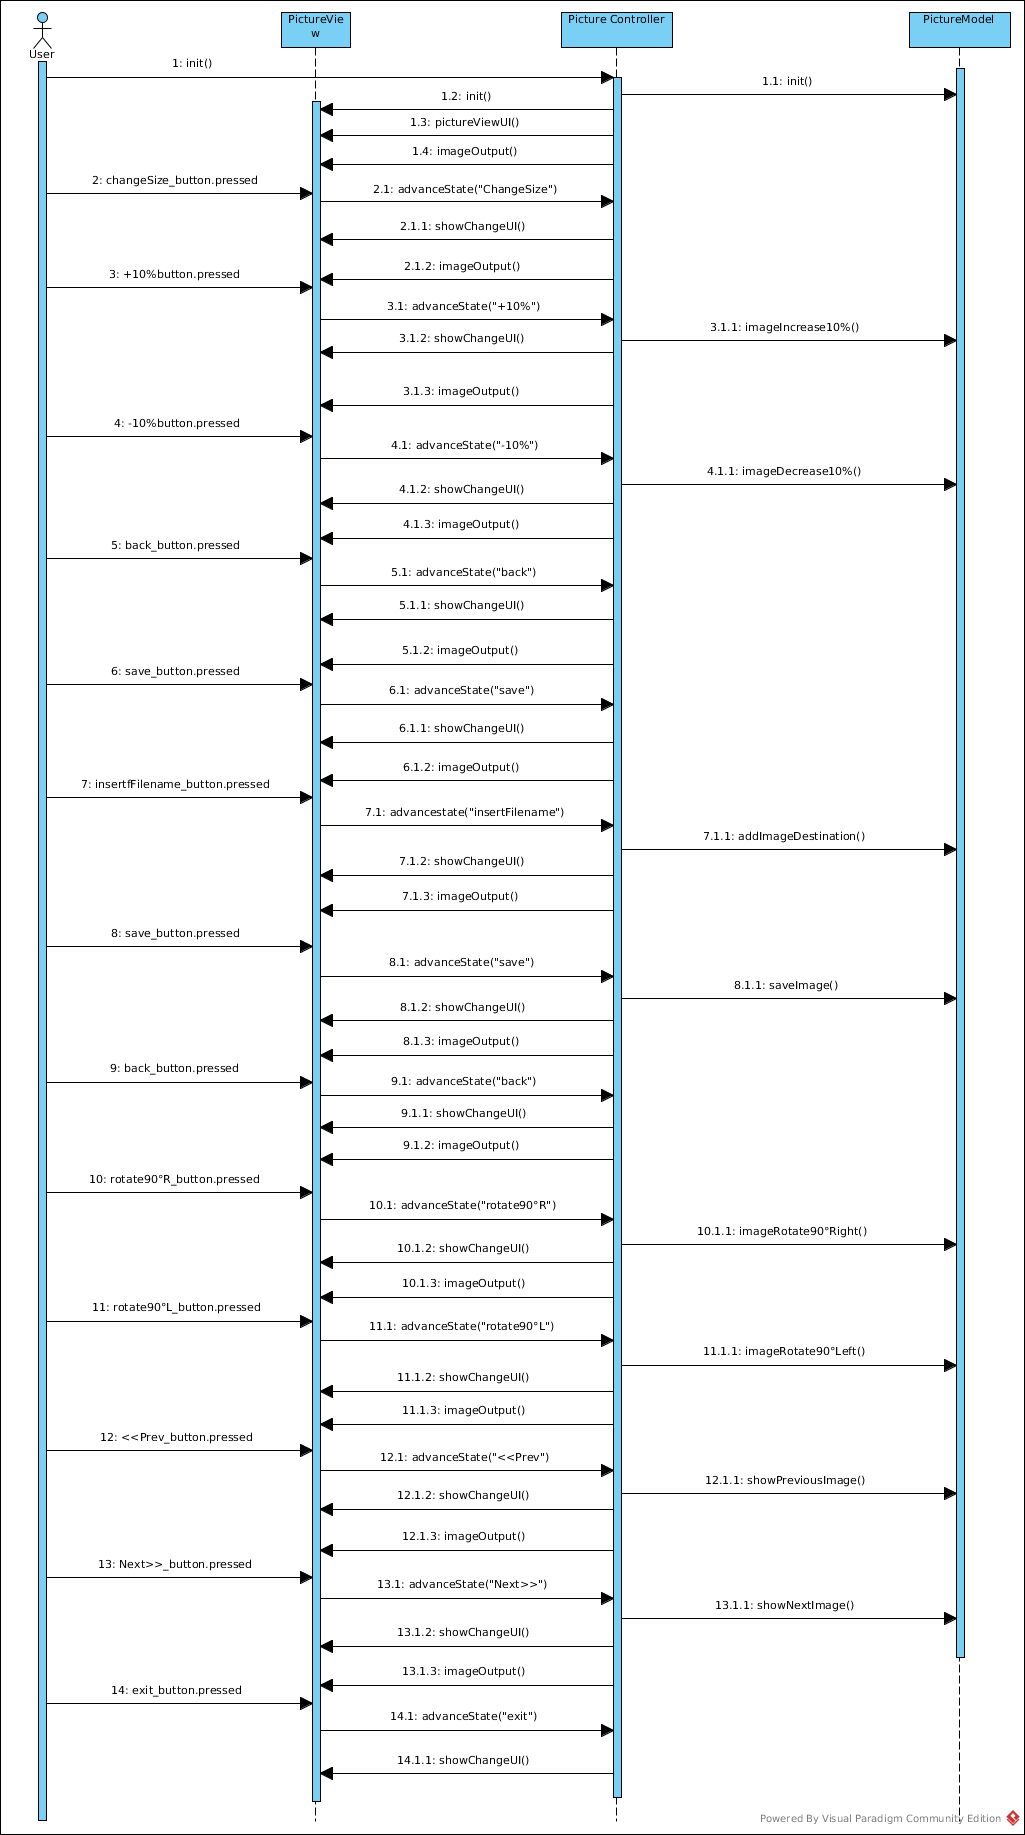 PictureVie
w
Picture Controller
PictureModel
User
1: init()
1.1: init()
1.2: init()
1.3: pictureViewUI()
1.4: imageOutput()
2: changeSize_button.pressed
2.1: advanceState("ChangeSize")
2.1.1: showChangeUI()
2.1.2: imageOutput()
3: +10%button.pressed
3.1: advanceState("+10%")
3.1.1: imageIncrease10%()
3.1.2: showChangeUI()
3.1.3: imageOutput()
4: -10%button.pressed
4.1: advanceState("-10%")
4.1.1: imageDecrease10%()
4.1.2: showChangeUI()
4.1.3: imageOutput()
5: back_button.pressed
5.1: advanceState("back")
5.1.1: showChangeUI()
5.1.2: imageOutput()
6: save_button.pressed
6.1: advanceState("save")
6.1.1: showChangeUI()
6.1.2: imageOutput()
7: insertfFilename_button.pressed
7.1: advancestate("insertFilename")
7.1.1: addImageDestination()
7.1.2: showChangeUI()
7.1.3: imageOutput()
8: save_button.pressed
8.1: advanceState("save")
8.1.1: saveImage()
8.1.2: showChangeUI()
8.1.3: imageOutput()
9: back_button.pressed
9.1: advanceState("back")
9.1.1: showChangeUI()
9.1.2: imageOutput()
10: rotate90°R_button.pressed
10.1: advanceState("rotate90°R")
10.1.1: imageRotate90°Right()
10.1.2: showChangeUI()
10.1.3: imageOutput()
11: rotate90°L_button.pressed
11.1: advanceState("rotate90°L")
11.1.1: imageRotate90°Left()
11.1.2: showChangeUI()
11.1.3: imageOutput()
12: <<Prev_button.pressed
12.1: advanceState("<<Prev")
12.1.1: showPreviousImage()
12.1.2: showChangeUI()
12.1.3: imageOutput()
13: Next>>_button.pressed
13.1: advanceState("Next>>")
13.1.1: showNextImage()
13.1.2: showChangeUI()
13.1.3: imageOutput()
14: exit_button.pressed
14.1: advanceState("exit")
14.1.1: showChangeUI()
Powered By Visual Paradigm Community Edition